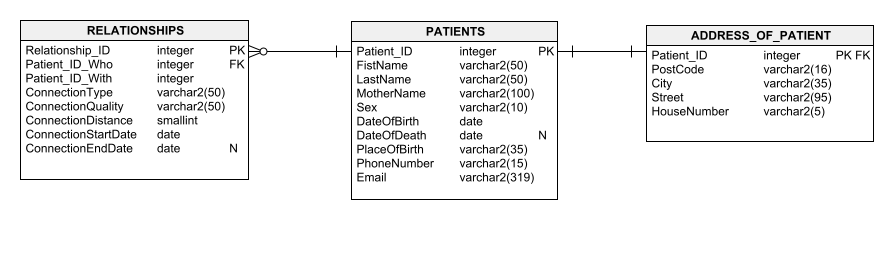 RELATIONSHIPS
Relationship_ID integer PK
Patient_ID_Who integer FK
Patient_ID_With integer
ConnectionType varchar2(50)
ConnectionQuality varchar2(50)
ConnectionDistance smallint
ConnectionStartDate date
ConnectionEndDate date N
PATIENTS
Patient_ID integer PK
FistName varchar2(50)
LastName varchar2(50)
MotherName varchar2(100)
Sex varchar2(10)
DateOfBirth date
DateOfDeath date N
PlaceOfBirth varchar2(35)
PhoneNumber varchar2(15)
Email varchar2(319)
ADDRESS_OF_PATIENT
Patient_ID integer PK FK
PostCode varchar2(16)
City varchar2(35)
Street varchar2(95)
HouseNumber varchar2(5)